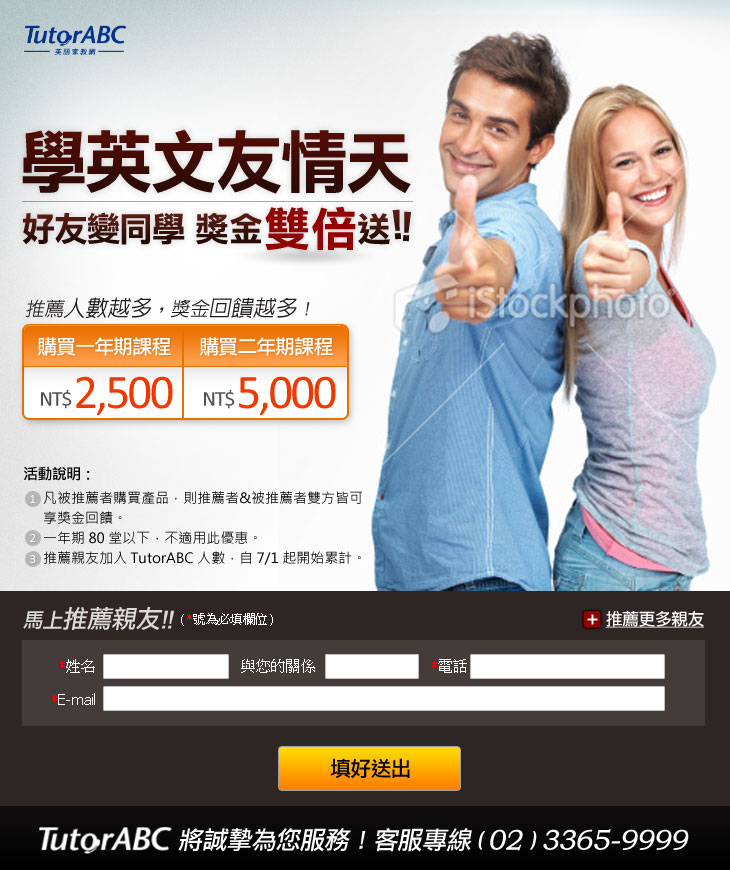 TutorABC
英語家教網
學英文友情天
好友變同學 獎金雙倍送!!
推薦人數越多，獎金回饋越多！
購買一年期課程 購買二年期課程
NT$2,500 NT$5,000
iStockphoto
活動說明：
1 凡被推薦者購買產品，則推薦者&被推薦者雙方皆可
享獎金回饋。
2 一年期 80 堂以下，不適用此優惠。
3 推薦親友加入 TutorABC 人數，自 7/1 起開始累計。
馬上推薦親友!! (*號為必填欄位) + 推薦更多親友
*姓名 與您的關係 *電話
*E-mail
填好送出
TutorABC 將誠摯為您服務！客服專線 (02) 3365-9999